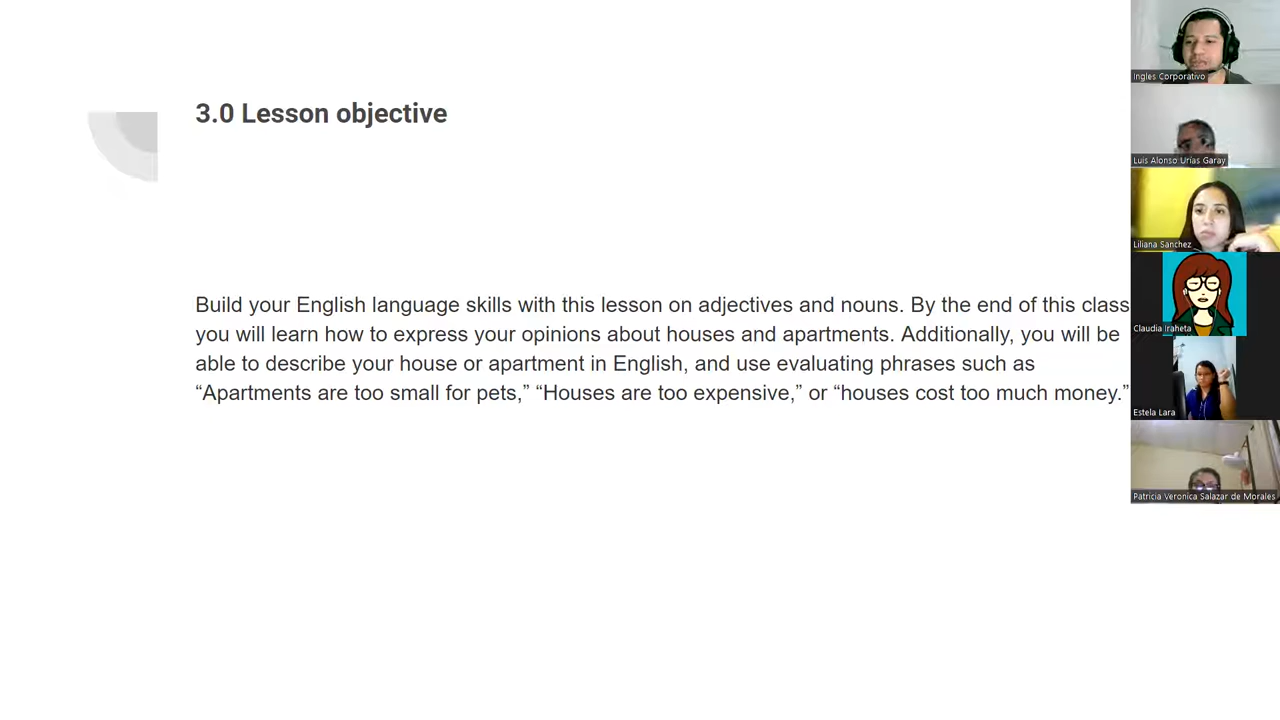 3.0 Lesson objective
Build your English language skills with this lesson on adjectives and nouns. By the end of this class
you will learn how to express your opinions about houses and apartments. Additionally, you will be
able to describe your house or apartment in English, and use evaluating phrases such as
“Apartments are too small for pets,” “Houses are too expensive,” or “houses cost too much money.”
Ingles Corporativo
Luis Alonso Urías Garay
Liliana Sanchez
Claudia Iraheta
Estela Lara
Patricia Veronica Salazar de Morales